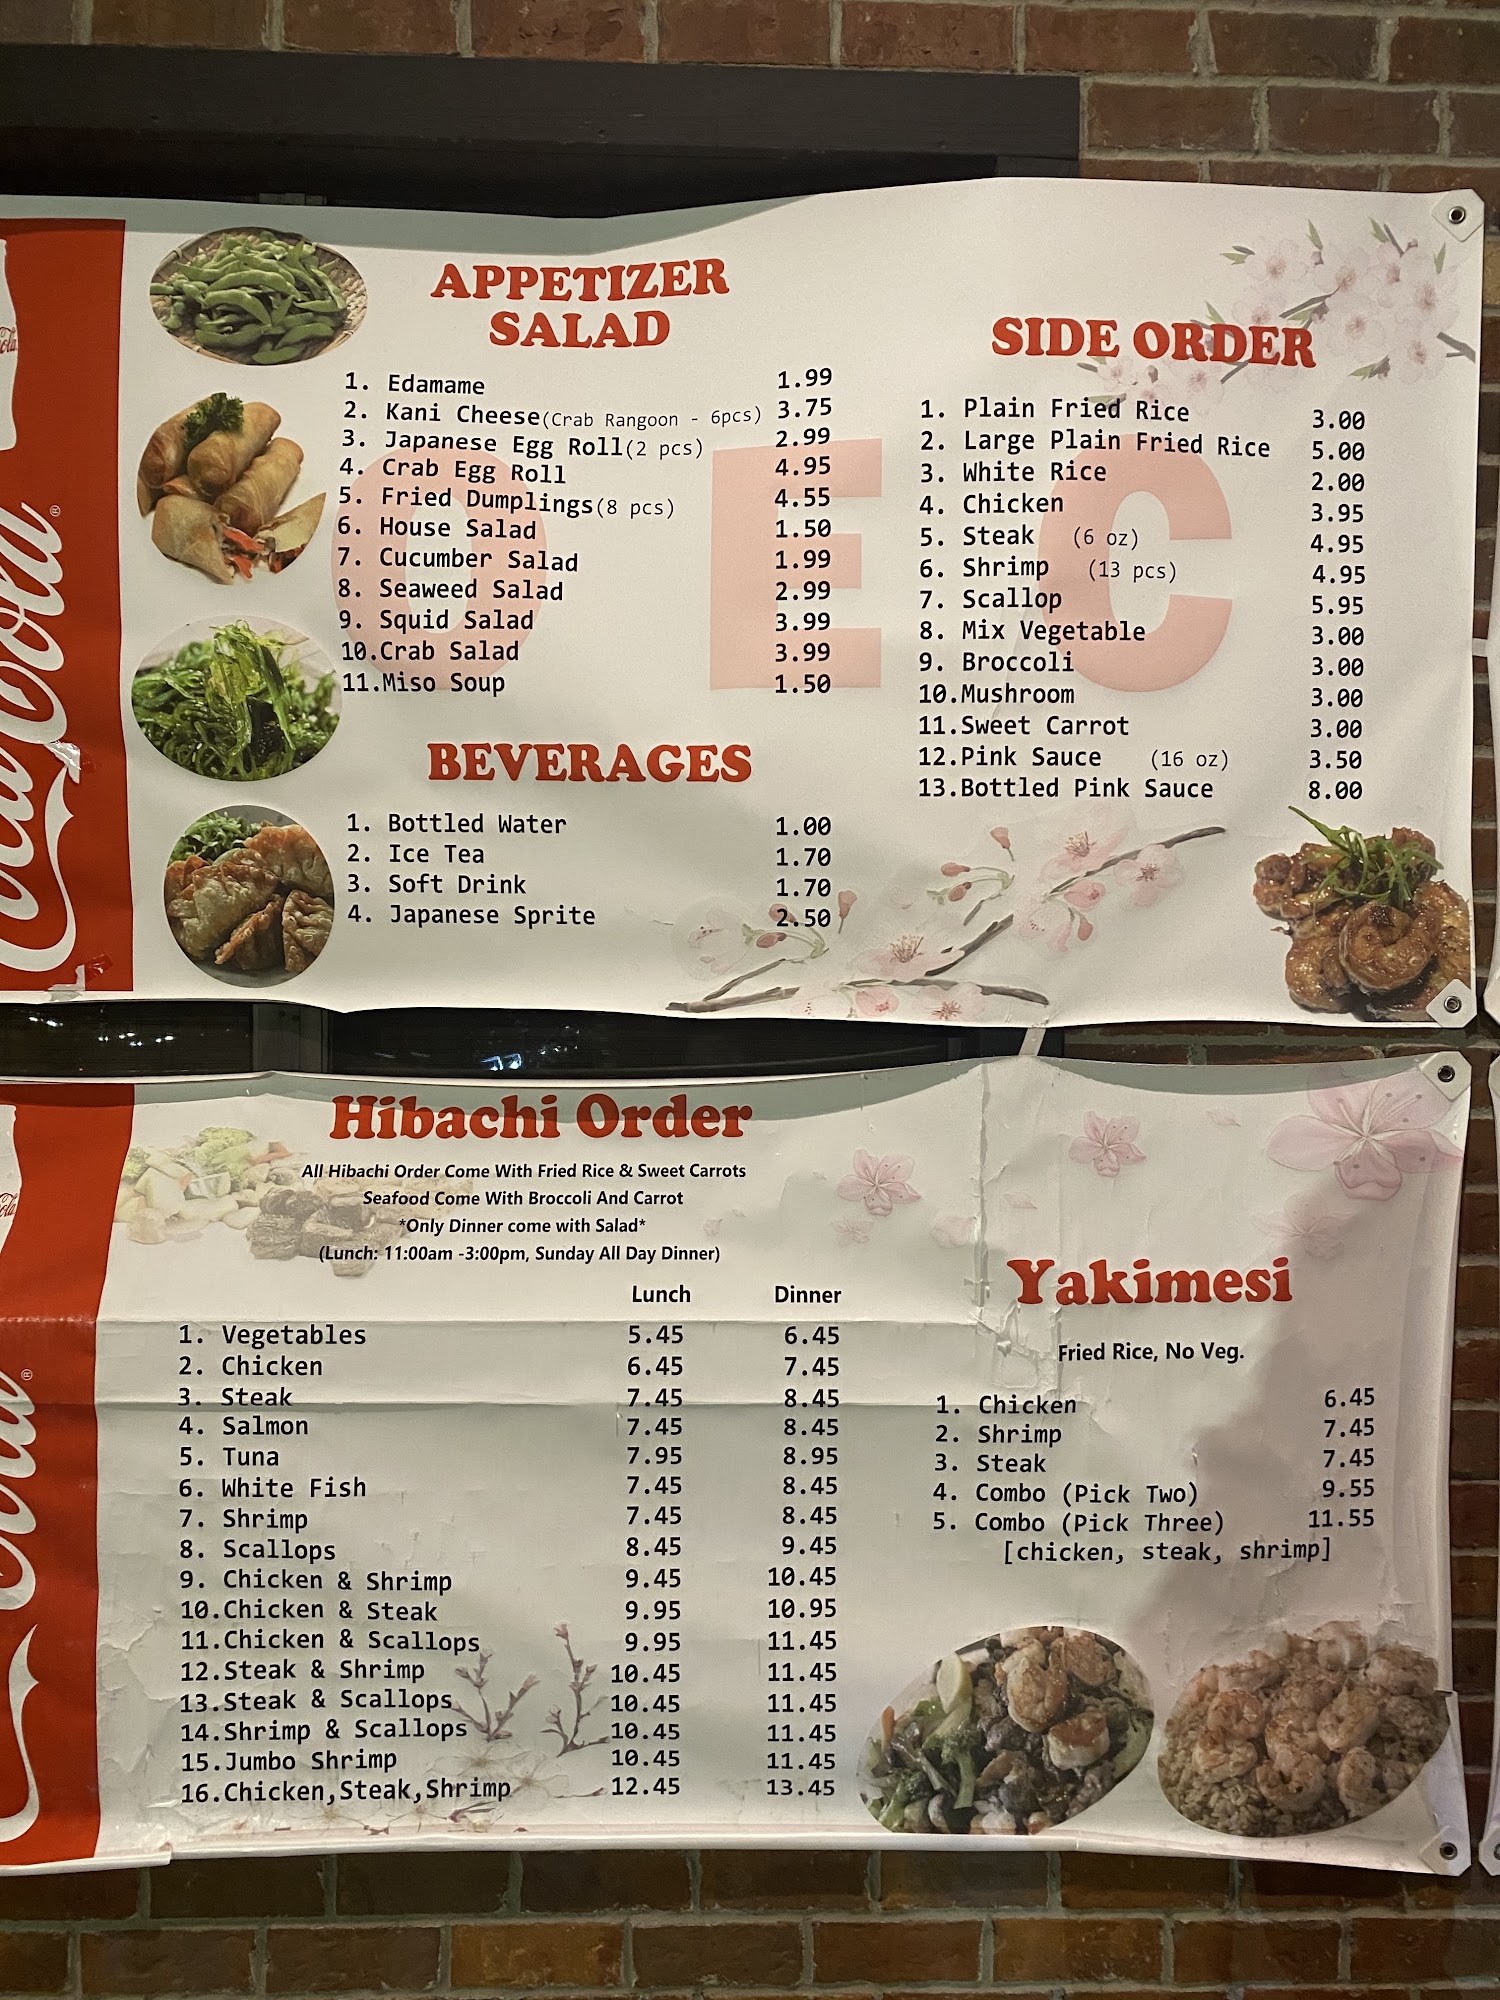 Coca-Cola
®
APPETIZER
SALAD
1. Edamame 1.99
2. Kani Cheese(Crab Rangoon - 6pcs) 3.75
3. Japanese Egg Roll(2 pcs) 2.99
4. Crab Egg Roll 4.95
5. Fried Dumplings(8 pcs) 4.55
6. House Salad 1.50
7. Cucumber Salad 1.99
8. Seaweed Salad 2.99
9. Squid Salad 3.99
10.Crab Salad 3.99
11.Miso Soup 1.50
O E C
BEVERAGES
1. Bottled Water 1.00
2. Ice Tea 1.70
3. Soft Drink 1.70
4. Japanese Sprite 2.50
SIDE ORDER
1. Plain Fried Rice 3.00
2. Large Plain Fried Rice 5.00
3. White Rice 2.00
4. Chicken 3.95
5. Steak (6 oz) 4.95
6. Shrimp (13 pcs) 4.95
7. Scallop 5.95
8. Mix Vegetable 3.00
9. Broccoli 3.00
10.Mushroom 3.00
11.Sweet Carrot 3.00
12.Pink Sauce (16 oz) 3.50
13.Bottled Pink Sauce 8.00
®
Hibachi Order
All Hibachi Order Come With Fried Rice & Sweet Carrots
Seafood Come With Broccoli And Carrot
*Only Dinner come with Salad*
(Lunch: 11:00am -3:00pm, Sunday All Day Dinner)
Lunch Dinner
1. Vegetables 5.45 6.45
2. Chicken 6.45 7.45
3. Steak 7.45 8.45
4. Salmon 7.45 8.45
5. Tuna 7.95 8.95
6. White Fish 7.45 8.45
7. Shrimp 7.45 8.45
8. Scallops 8.45 9.45
9. Chicken & Shrimp 9.45 10.45
10.Chicken & Steak 9.95 10.95
11.Chicken & Scallops 9.95 11.45
12.Steak & Shrimp 10.45 11.45
13.Steak & Scallops 10.45 11.45
14.Shrimp & Scallops 10.45 11.45
15.Jumbo Shrimp 10.45 11.45
16.Chicken,Steak,Shrimp 12.45 13.45
Yakimesi
Fried Rice, No Veg.
1. Chicken 6.45
2. Shrimp 7.45
3. Steak 7.45
4. Combo (Pick Two) 9.55
5. Combo (Pick Three) 11.55
[chicken, steak, shrimp]